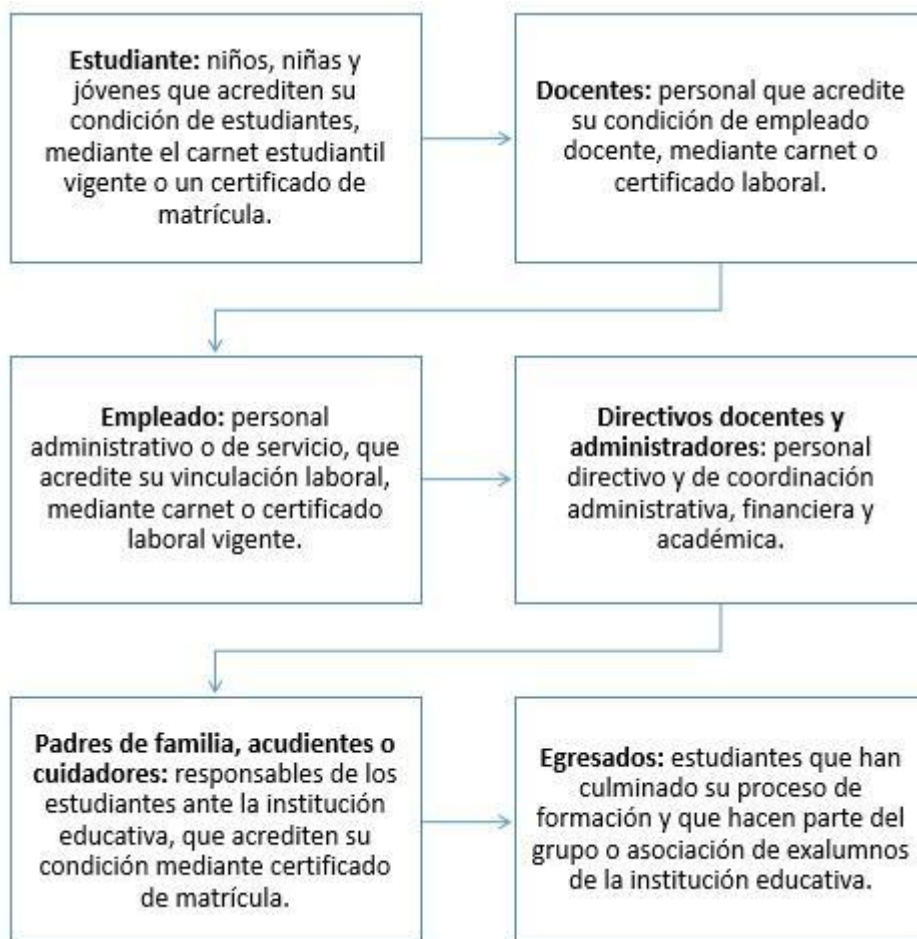 Estudiante: niños, niñas y
jóvenes que acrediten su
condición de estudiantes,
mediante el carnet estudiantil
vigente o un certificado de
matrícula.
Docentes: personal que acredite
su condición de empleado
docente, mediante carnet o
certificado laboral.
Empleado: personal
administrativo o de servicio, que
acredite su vinculación laboral,
mediante carnet o certificado
laboral vigente.
Directivos docentes y
administradores: personal
directivo y de coordinación
administrativa, financiera y
académica.
Padres de familia, acudientes o
cuidadores: responsables de los
estudiantes ante la institución
educativa, que acrediten su
condición mediante certificado
de matrícula.
Egresados: estudiantes que han
culminado su proceso de
formación y que hacen parte del
grupo o asociación de exalumnos
de la institución educativa.